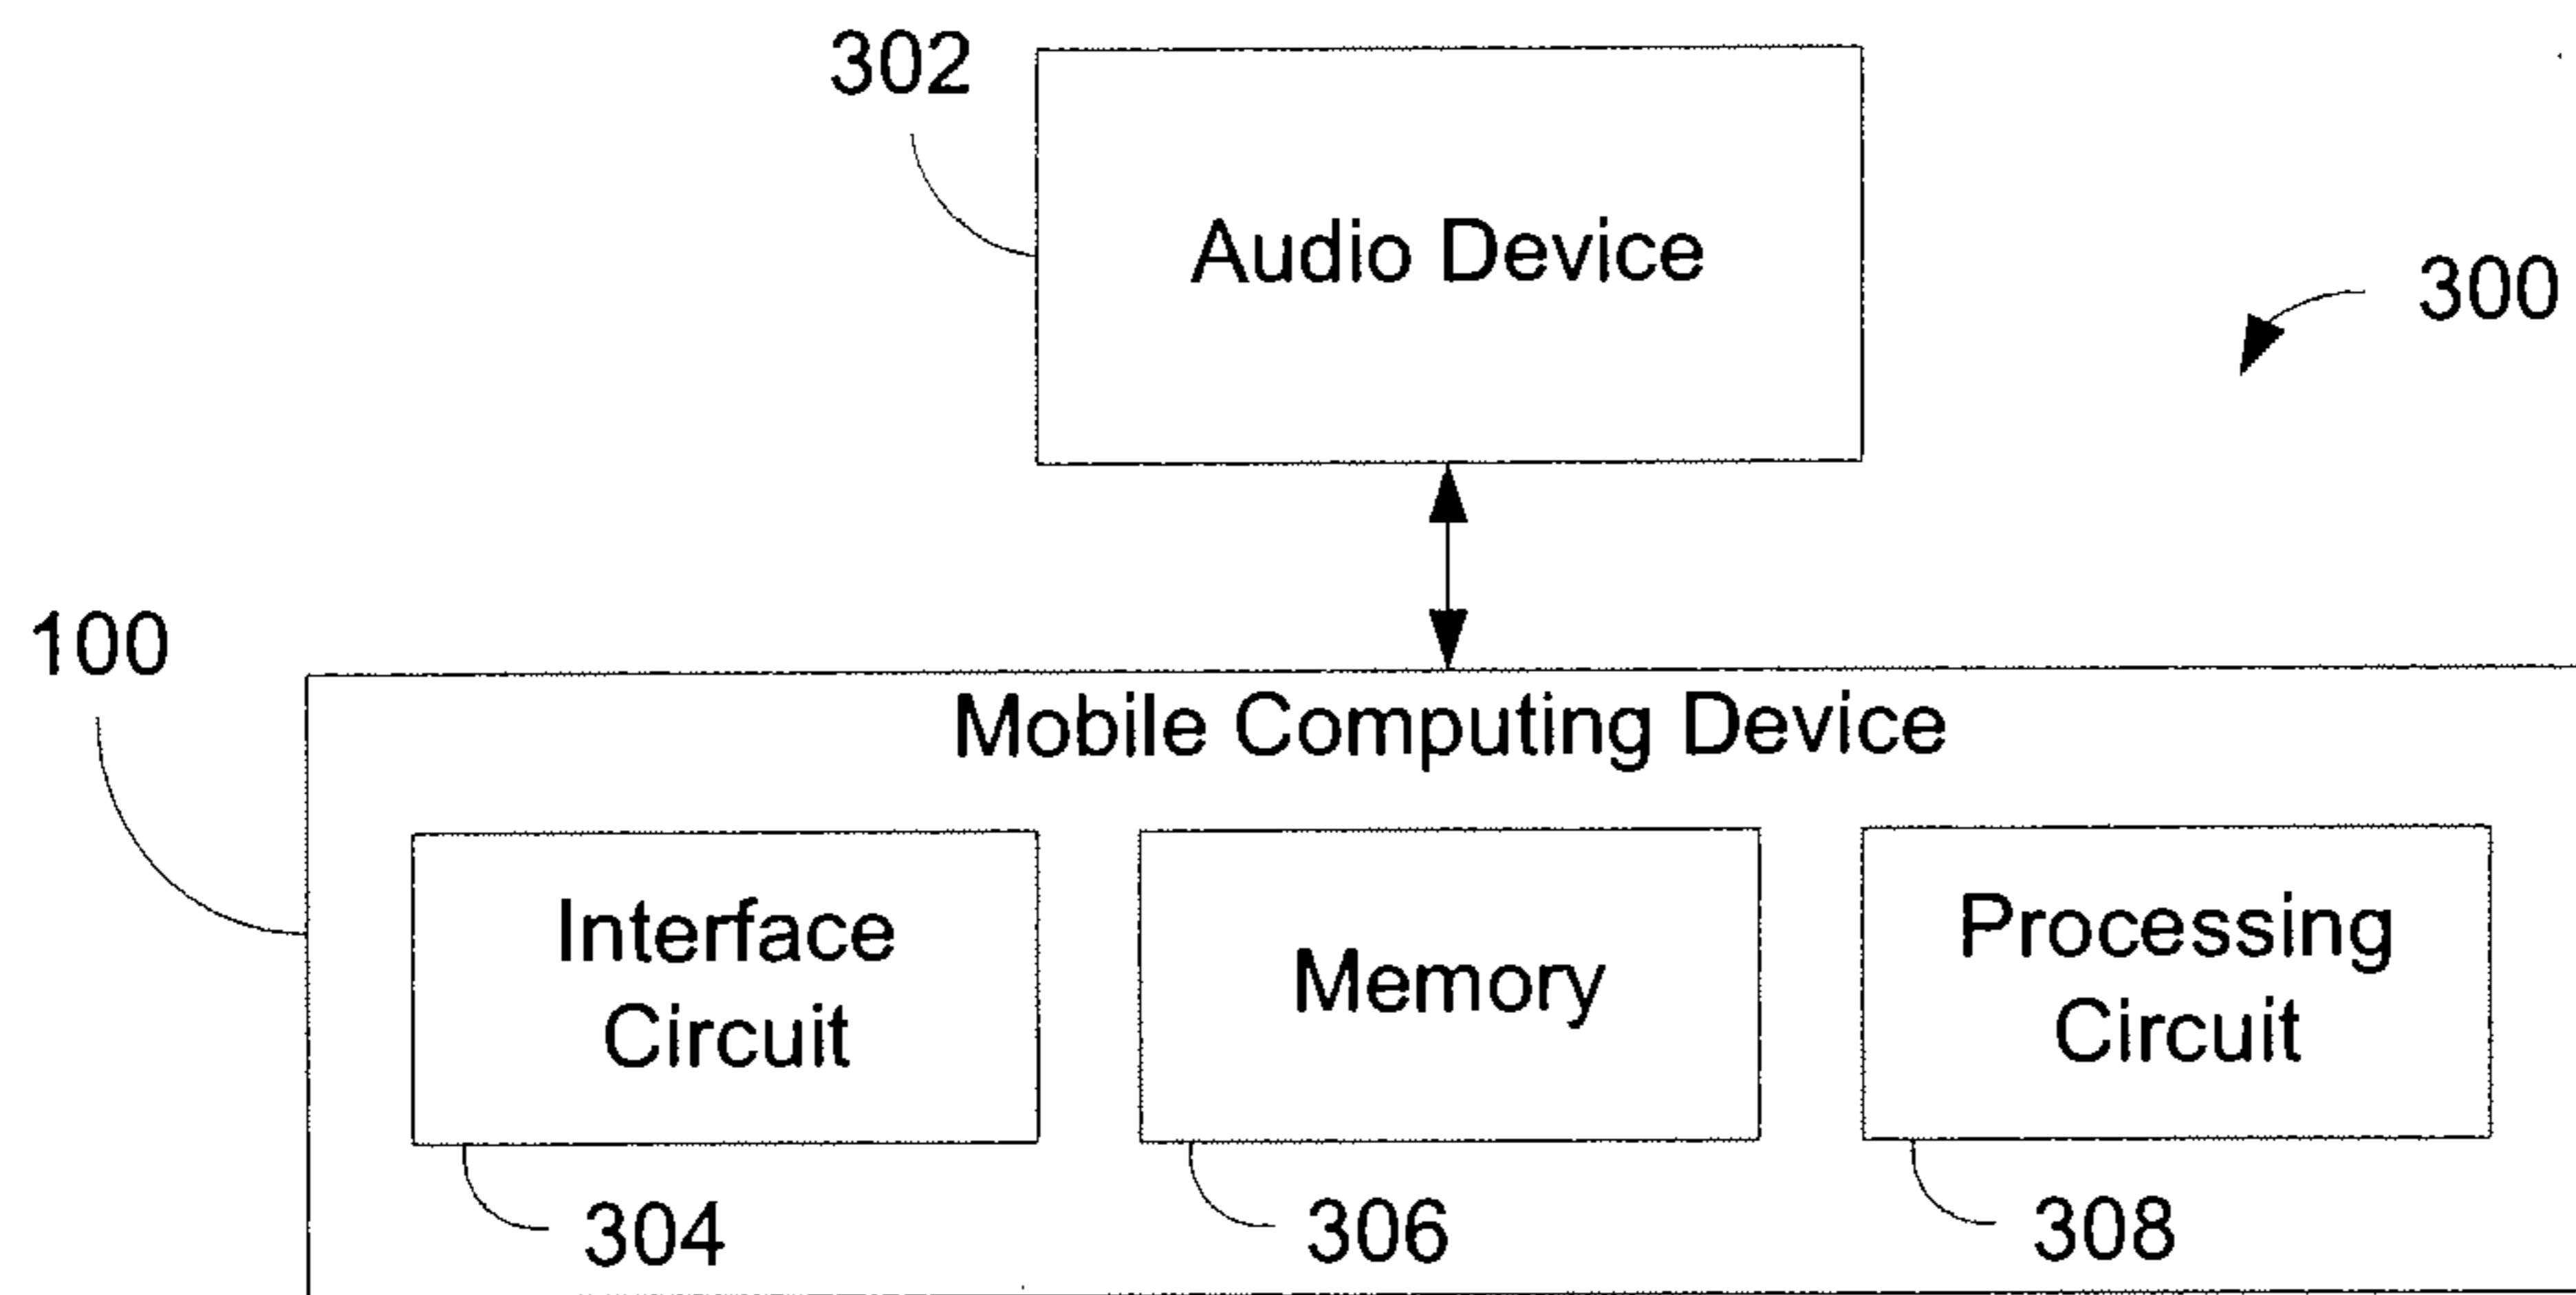 302
Audio Device
300
100
Mobile Computing Device
Interface
Circuit
Memory
Processing
Circuit
304
306
308